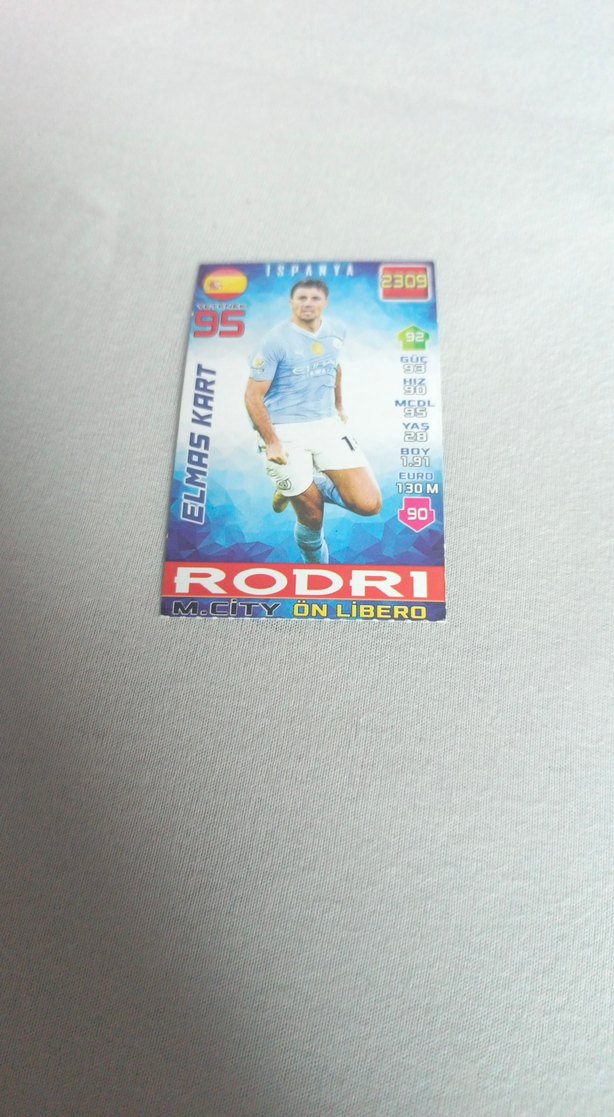 İSPANYA
2309
YETENEK
95
ELMAS KART
92
GÜÇ
93
HIZ
90
MCDL
95
YAŞ
28
BOY
1.91
EURO
130 M
90
RODRI
M.CİTY ÖN LİBERO